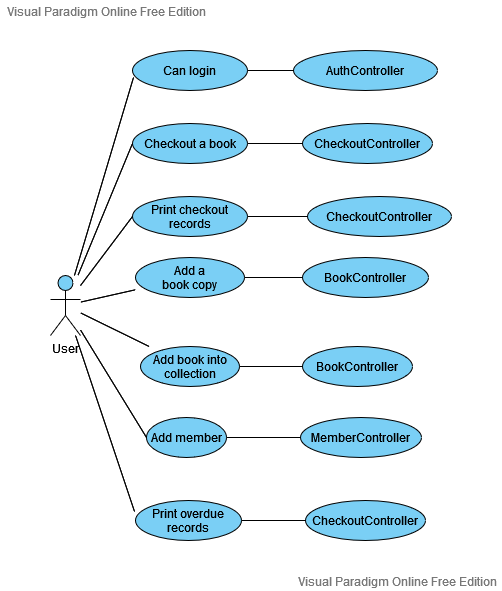 Visual Paradigm Online Free Edition
Can login
AuthController
Checkout a book
CheckoutController
Print checkout
records
CheckoutController
Add a
book copy
BookController
User
Add book into
collection
BookController
Add member
MemberController
Print overdue
records
CheckoutController
Visual Paradigm Online Free Edition